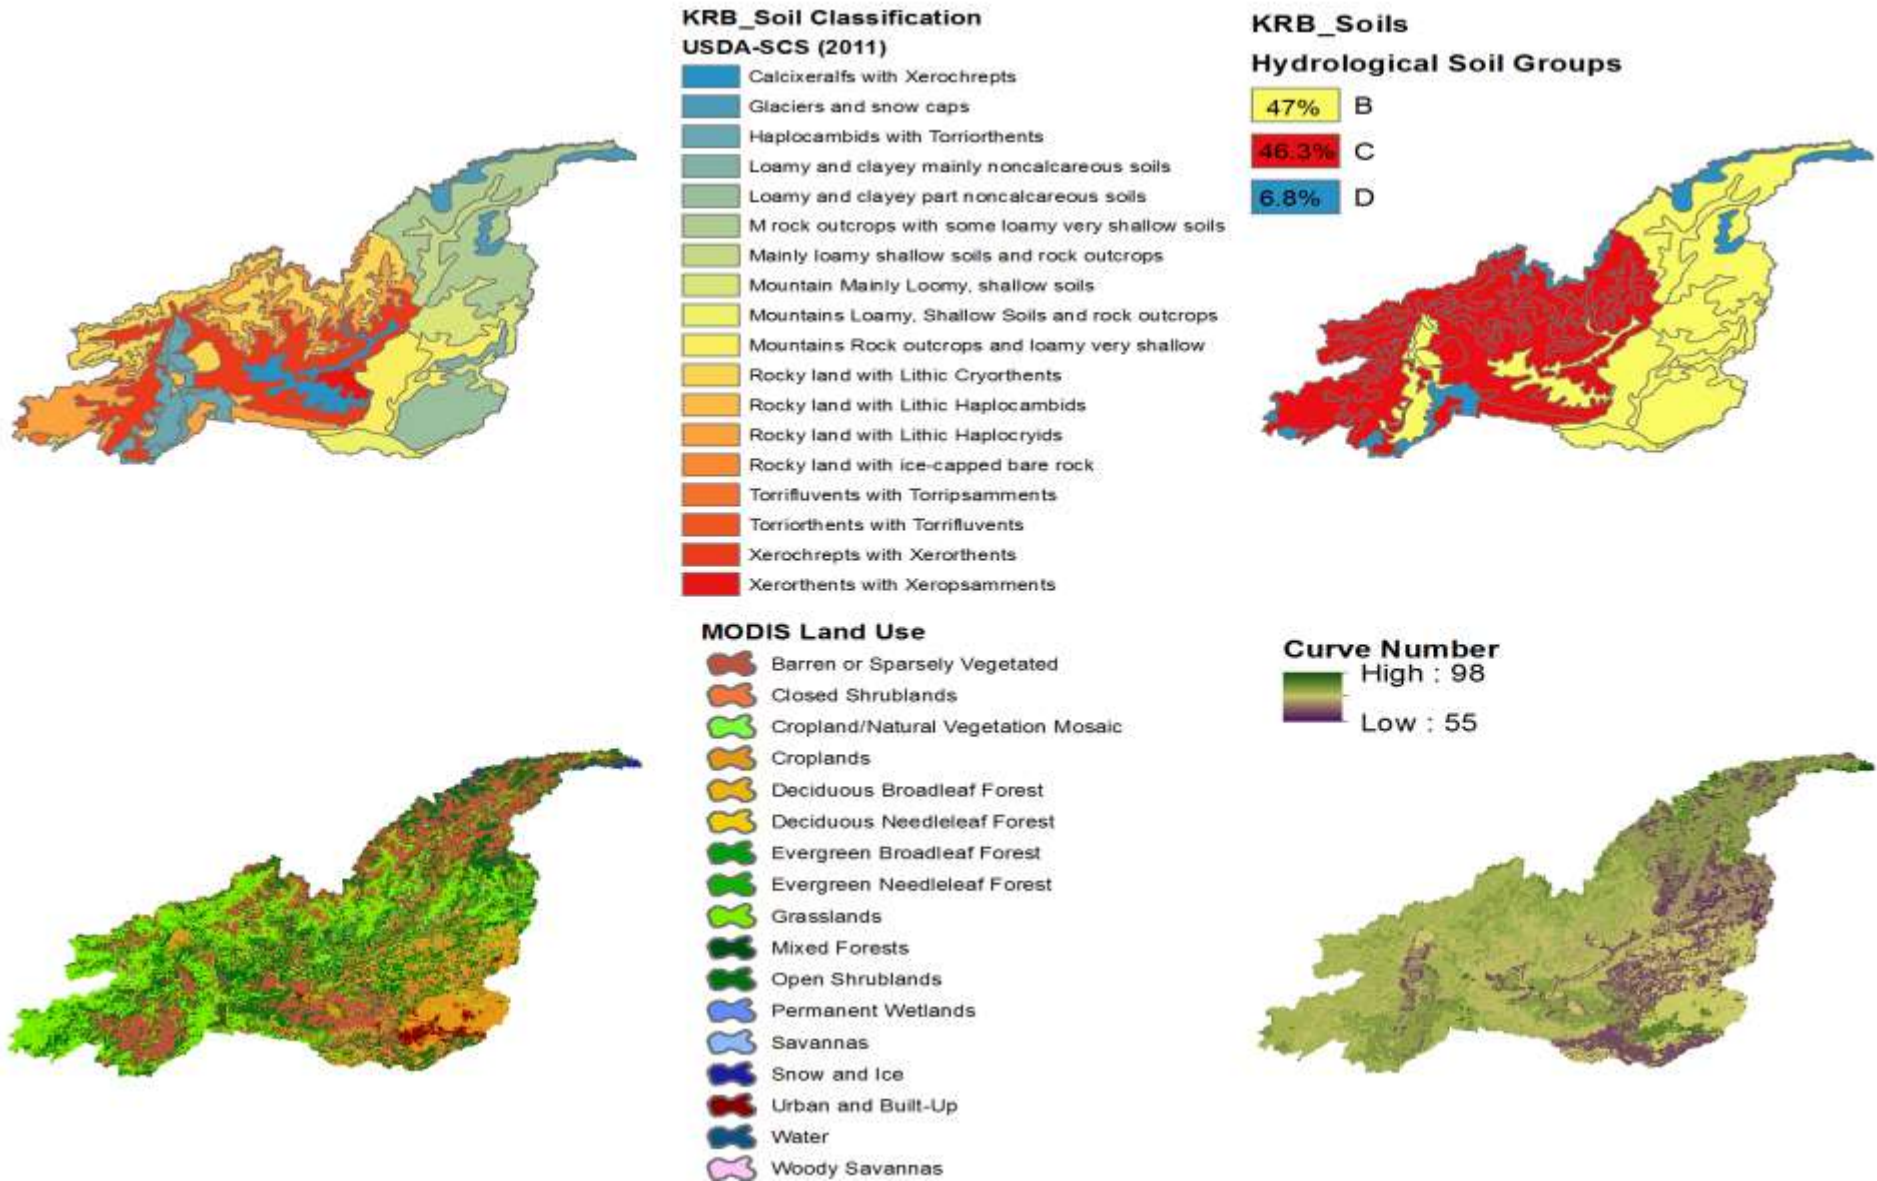 KRB_Soil Classification
USDA-SCS (2011)
Calcixeralfs with Xerochrepts
Glaciers and snow caps
Haplocambids with Torriorthents
Loamy and clayey mainly noncalcareous soils
Loamy and clayey part noncalcareous soils
M rock outcrops with some loamy very shallow soils
Mainly loamy shallow soils and rock outcrops
Mountain Mainly Loomy, shallow soils
Mountains Loamy, Shallow Soils and rock outcrops
Mountains Rock outcrops and loamy very shallow
Rocky land with Lithic Cryorthents
Rocky land with Lithic Haplocambids
Rocky land with Lithic Haplocryids
Rocky land with ice-capped bare rock
Torrifluvents with Torripsamments
Torriorthents with Torrifluvents
Xerochrepts with Xerorthents
Xerorthents with Xeropsamments
KRB_Soils
Hydrological Soil Groups
47% B
46.3% C
6.8% D
MODIS Land Use
Barren or Sparsely Vegetated
Closed Shrublands
Cropland/Natural Vegetation Mosaic
Croplands
Deciduous Broadleaf Forest
Deciduous Needleleaf Forest
Evergreen Broadleaf Forest
Evergreen Needleleaf Forest
Grasslands
Mixed Forests
Open Shrublands
Permanent Wetlands
Savannas
Snow and Ice
Urban and Built-Up
Water
Woody Savannas
Curve Number
High : 98
Low : 55